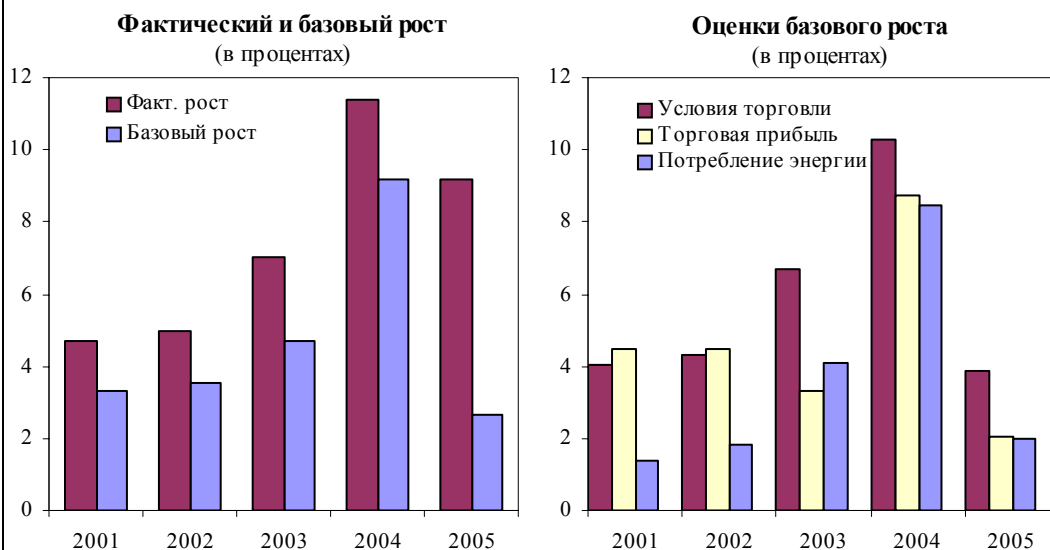 Фактический и базовый рост
(в процентах)
12
10
8
6
4
2
0
Факт. рост
Базовый рост
2001 2002 2003 2004 2005
Оценки базового роста
(в процентах)
12
10
8
6
4
2
0
Условия торговли
Торговая прибыль
Потребление энергии
2001 2002 2003 2004 2005